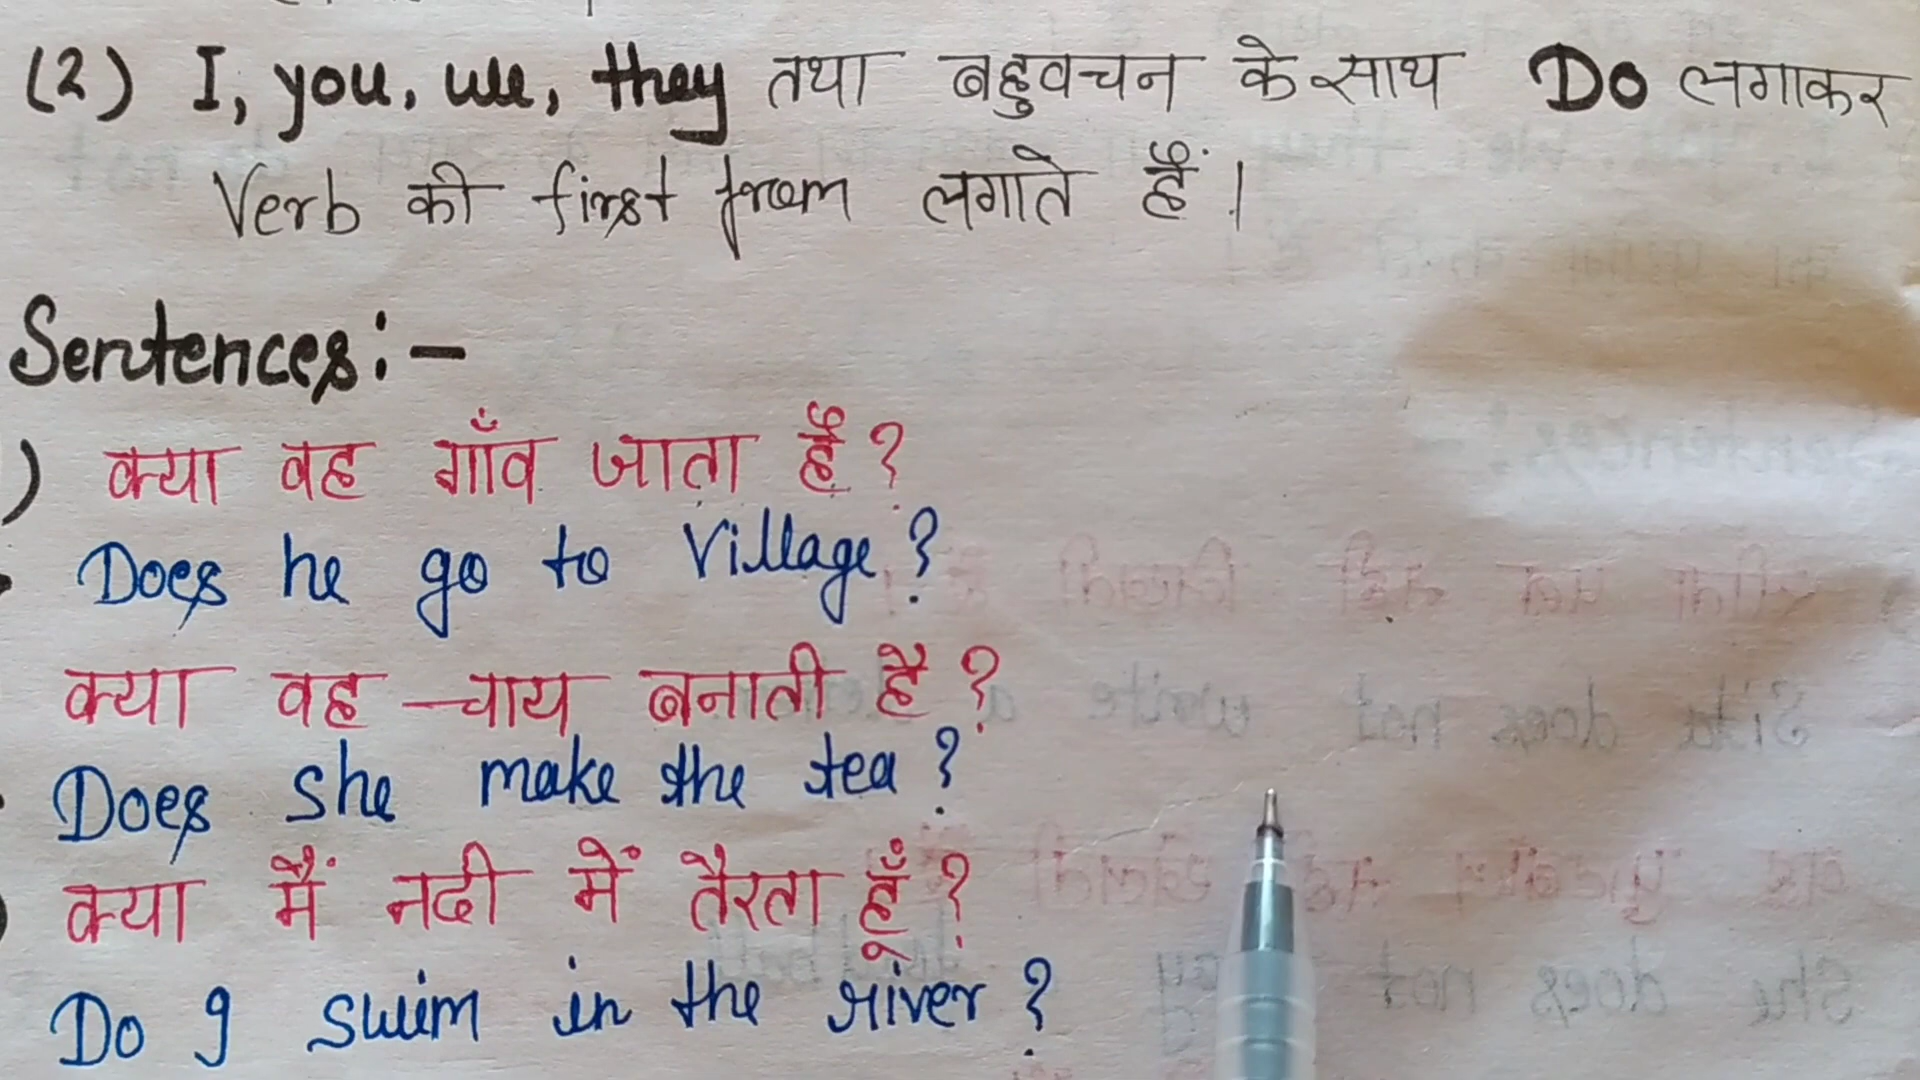 (2) I, you, we, they तथा बहुवचन के साथ Do लगाकर
Verb की first from लगाते हैं।
Sentences:-
) क्या वह गाँव जाता है?
Does he go to village?
क्या वह चाय बनाती है?
Does she make the tea?
क्या मैं नदी में तैरता हूँ?
Do I swim in the river?